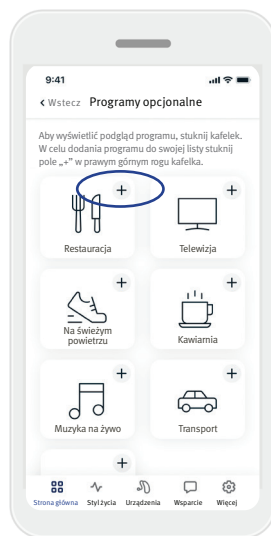 9:41
Wstecz Programy opcjonalne
Aby wyświetlić podgląd programu, stuknij kafelek.
W celu dodania programu do swojej listy stuknij
pole „+” w prawym górnym rogu kafelka.
+ +
Restauracja Telewizja
+ +
Na świeżym
powietrzu
Kawiarnia
+ +
Muzyka na żywo Transport
+
Strona główna Styl życia Urządzenia Wsparcie Więcej